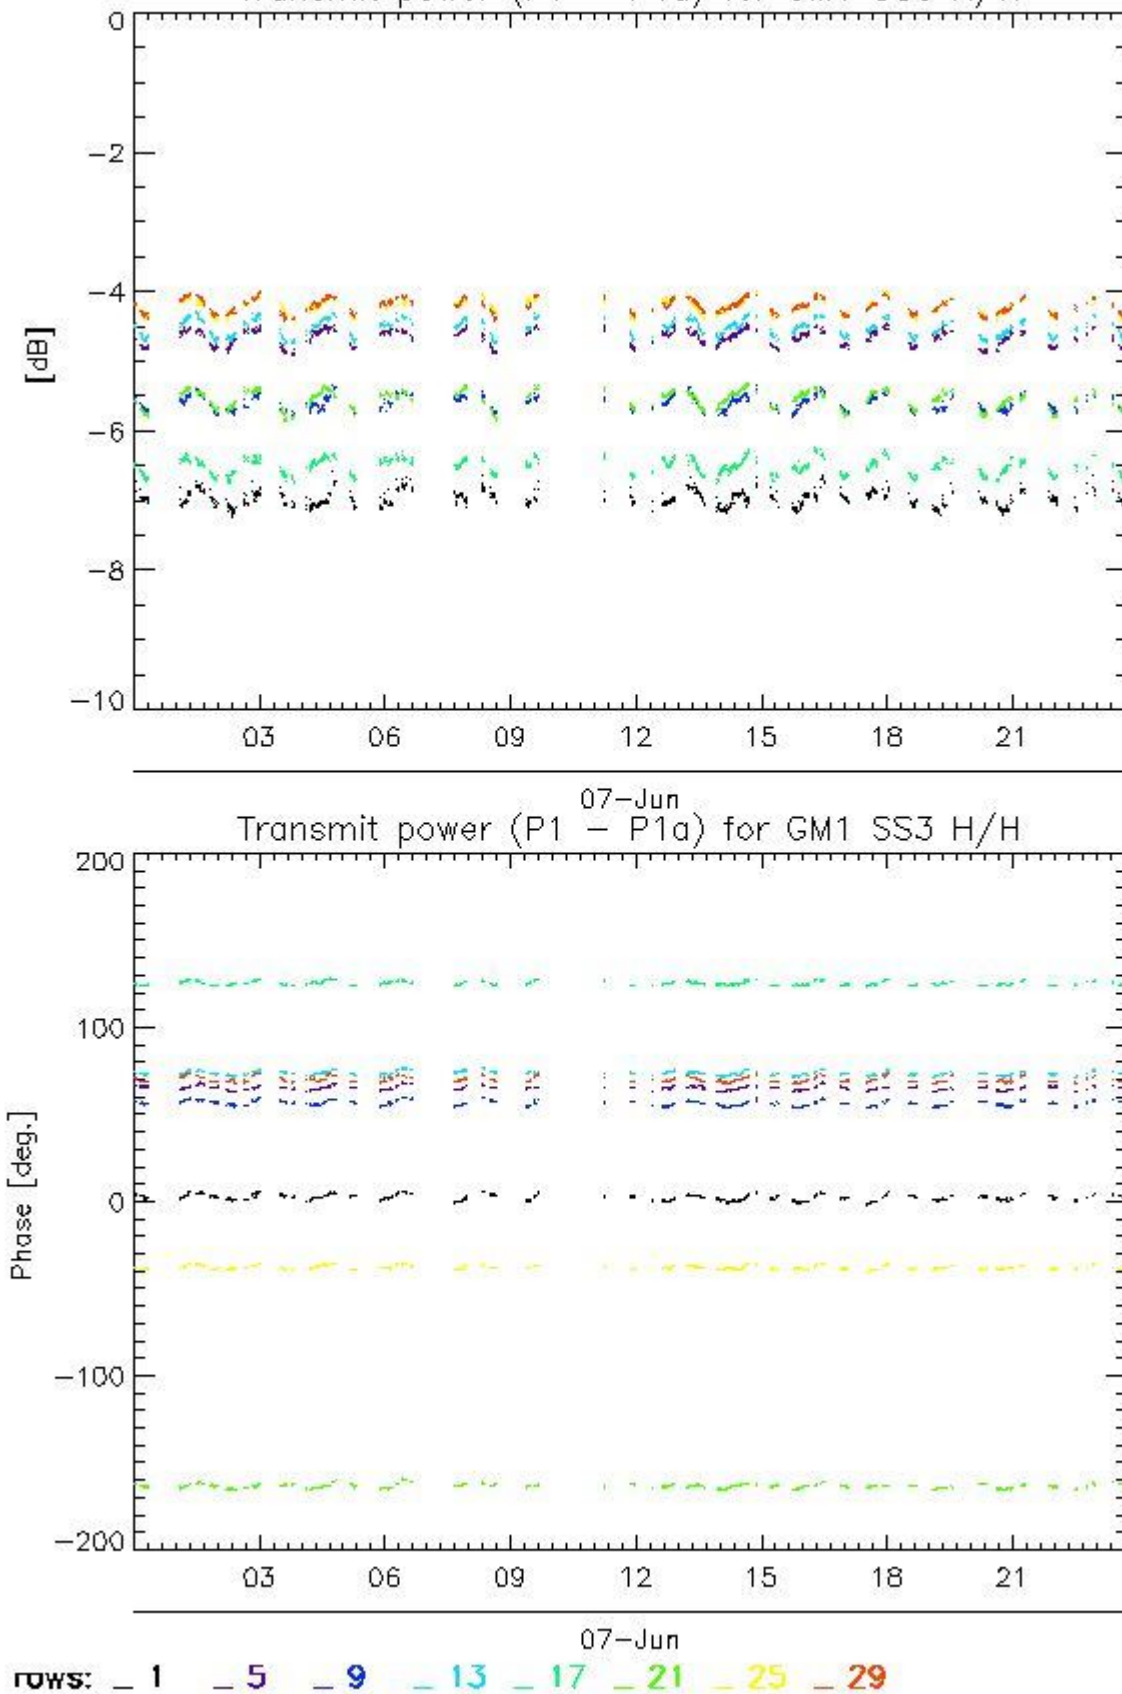 0
-2
-4
[dB]
-6
-8
-10
03 06 09 12 15 18 21
07-Jun
Transmit power (P1 - P1a) for GM1 SS3 H/H
200
100
Phase [deg.]
0
-100
-200
03 06 09 12 15 18 21
07-Jun
rows: _ 1 _ 5 _ 9 _ 13 _ 17 _ 21 _ 25 _ 29